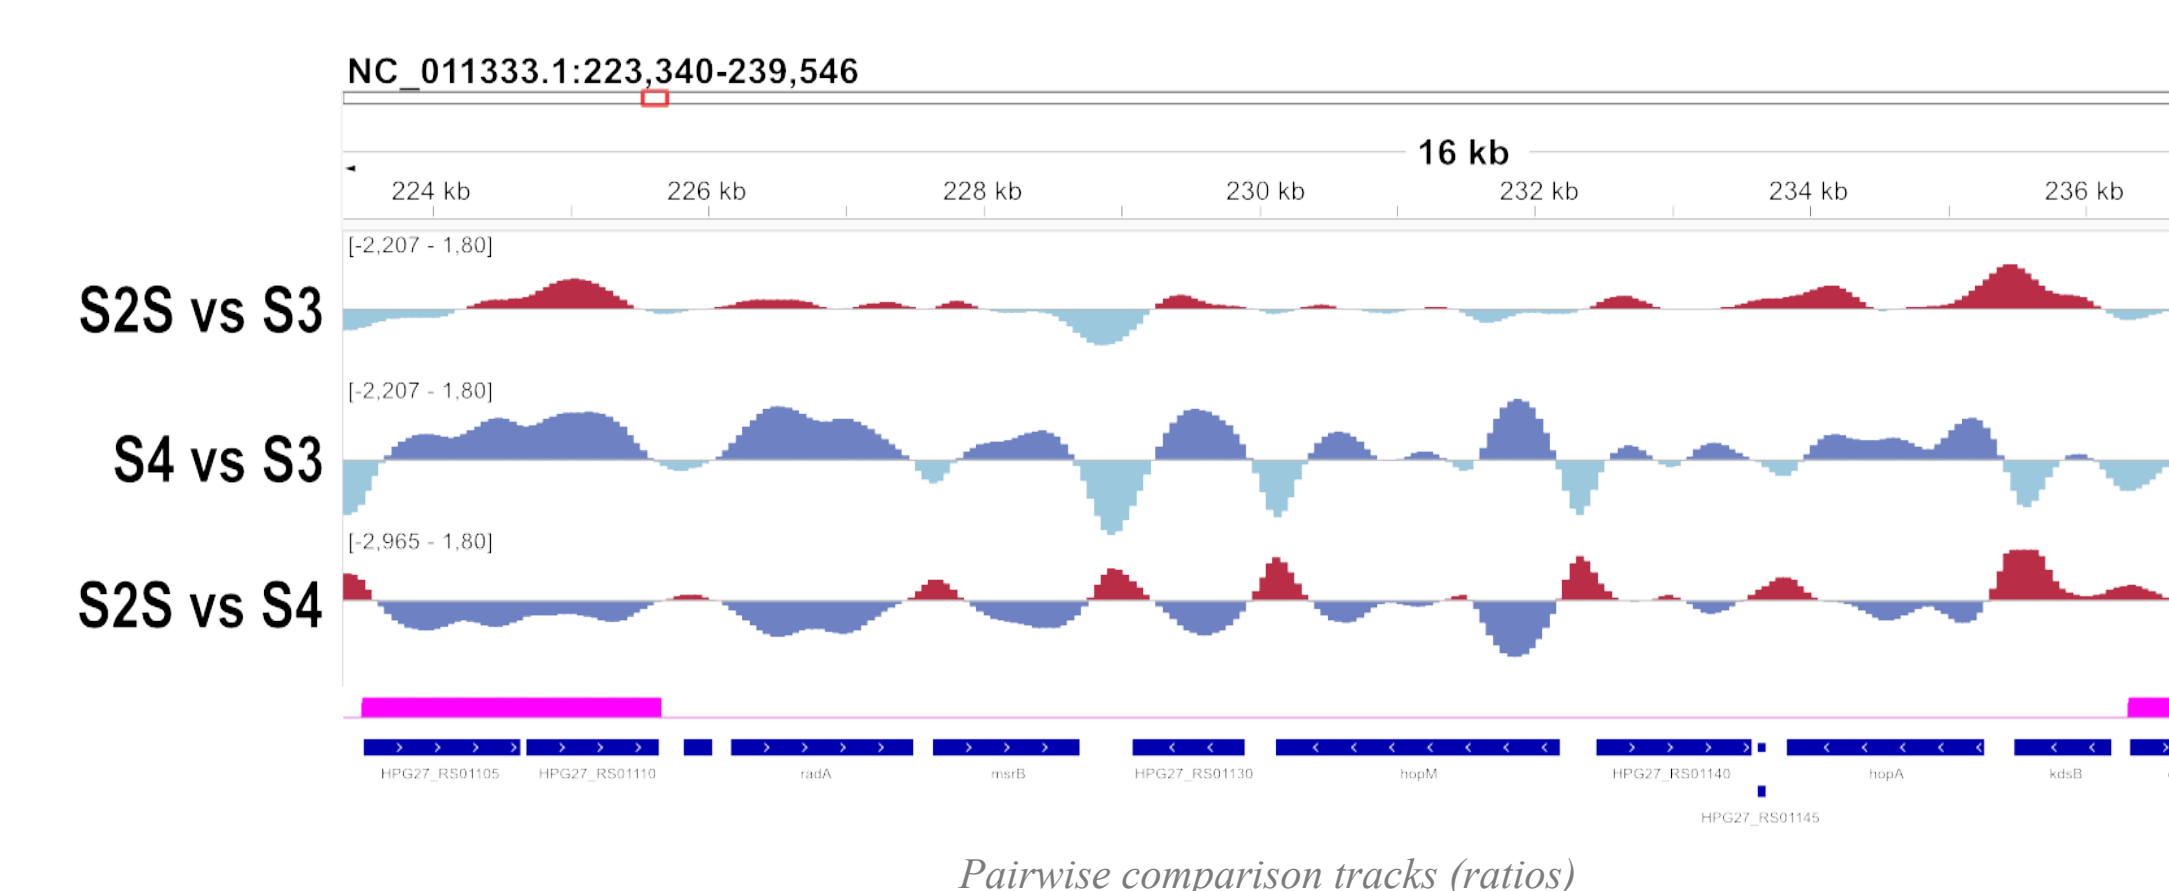 NC_011333.1:223,340-239,546
16 kb
224 kb 226 kb 228 kb 230 kb 232 kb 234 kb 236 kb
[-2,207 - 1,80]
S2S vs S3
[-2,207 - 1,80]
S4 vs S3
[-2,965 - 1,80]
S2S vs S4
HPG27_RS01105 HPG27_RS01110 radA msrB HPG27_RS01130 hopM HPG27_RS01140 hopA kdsB
HPG27_RS01145
Pairwise comparison tracks (ratios)